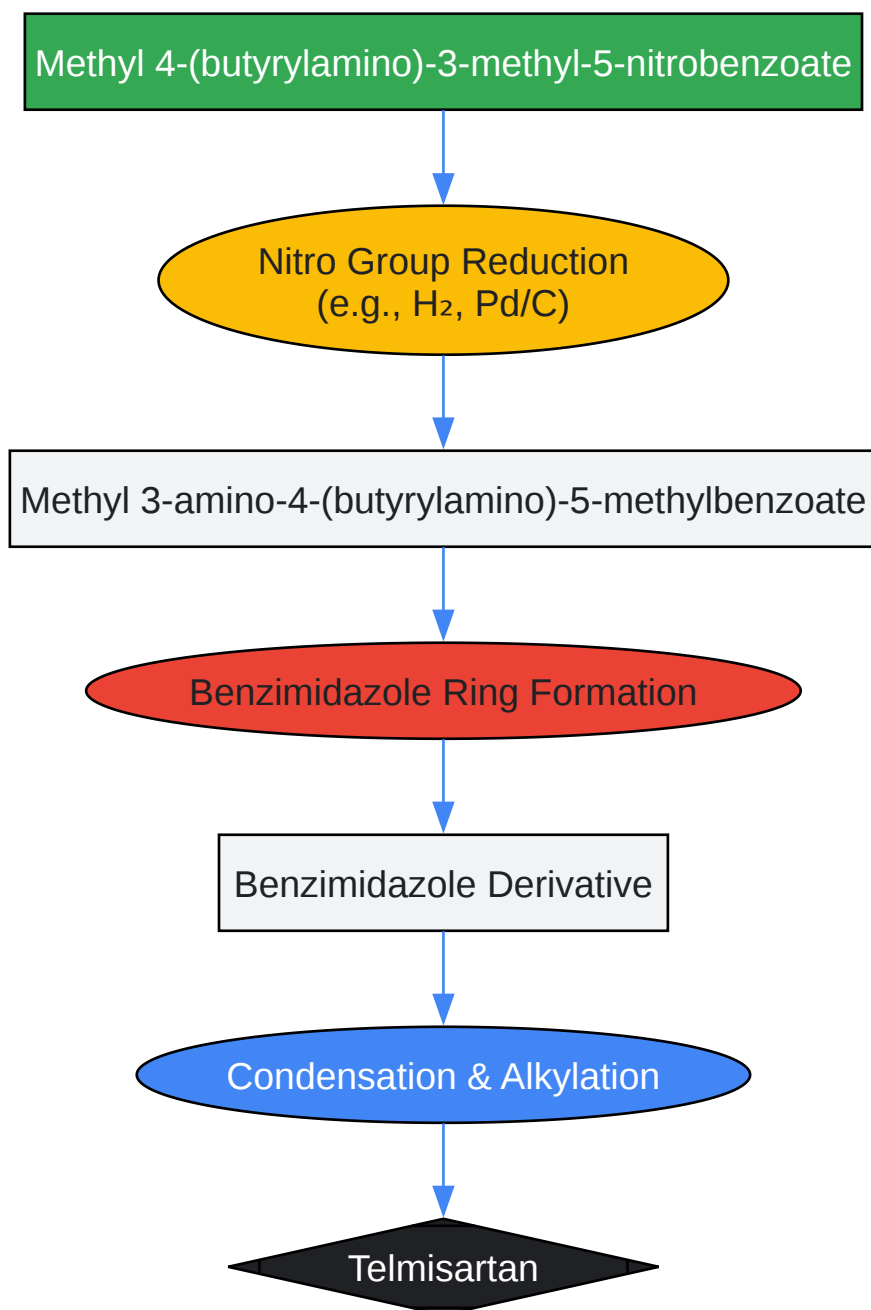 Methyl 4-(butyrylamino)-3-methyl-5-nitrobenzoate
Nitro Group Reduction
(e.g., H₂, Pd/C)
Methyl 3-amino-4-(butyrylamino)-5-methylbenzoate
Benzimidazole Ring Formation
Benzimidazole Derivative
Condensation & Alkylation
Telmisartan